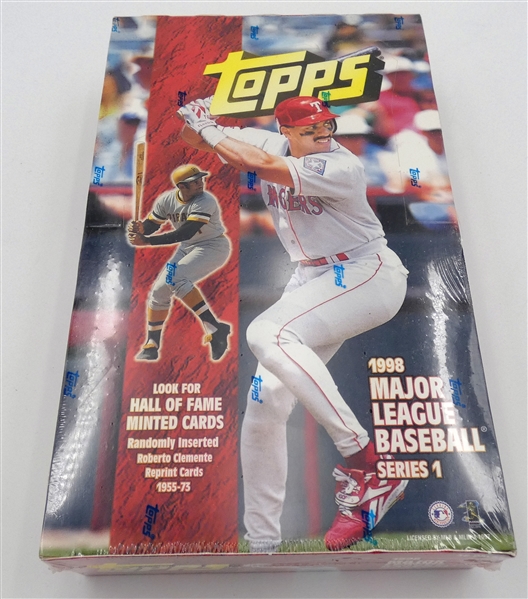 topps
T
RANGERS
LOOK FOR
HALL OF FAME
MINTED CARDS
Randomly Inserted
Roberto Clemente
Reprint Cards
1955-73
1998
MAJOR
LEAGUE
BASEBALL®
SERIES 1